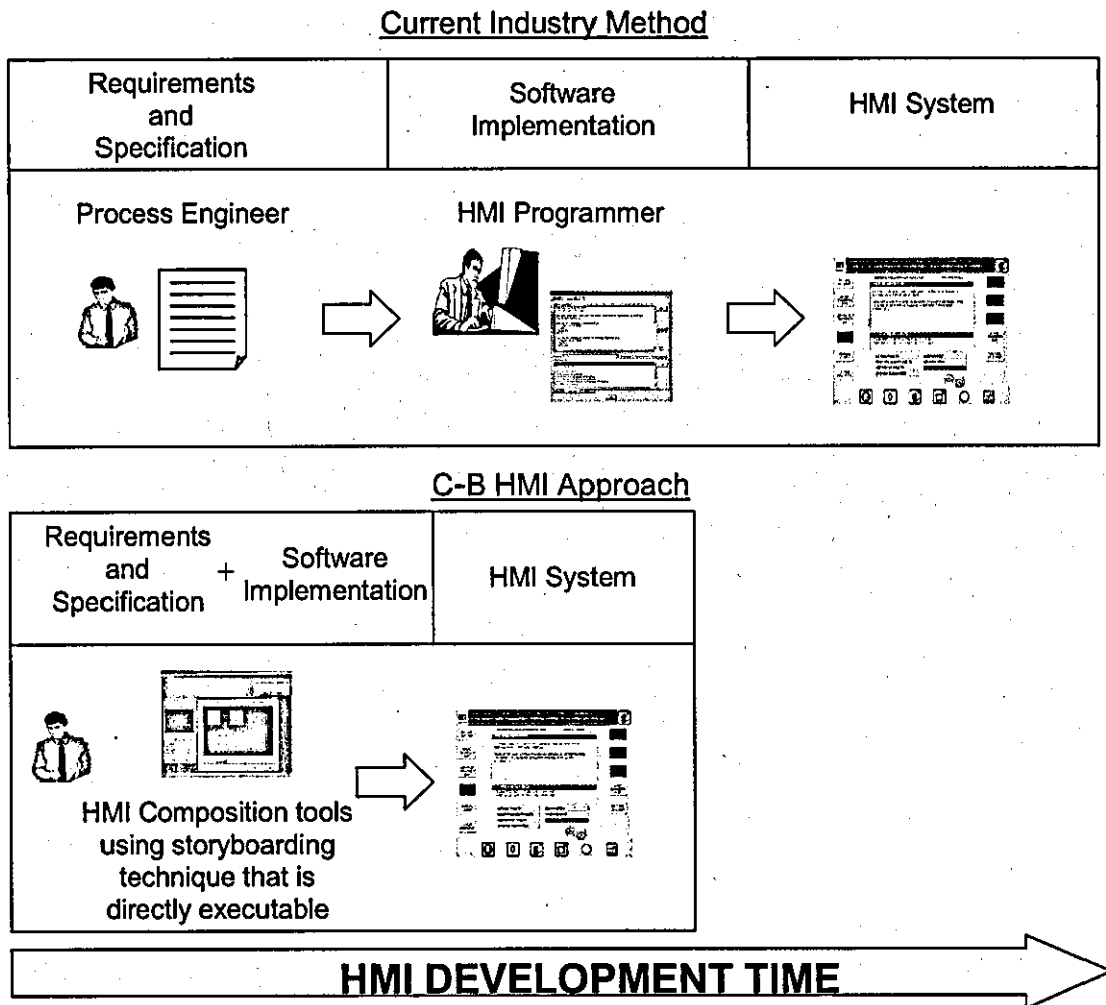 Current Industry Method
Requirements
and
Specification
Software
Implementation
HMI System
Process Engineer
HMI Programmer
C-B HMI Approach
Requirements
and
Specification
+
Software
Implementation
HMI System
HMI Composition tools
using storyboarding
technique that is
directly executable
HMI DEVELOPMENT TIME